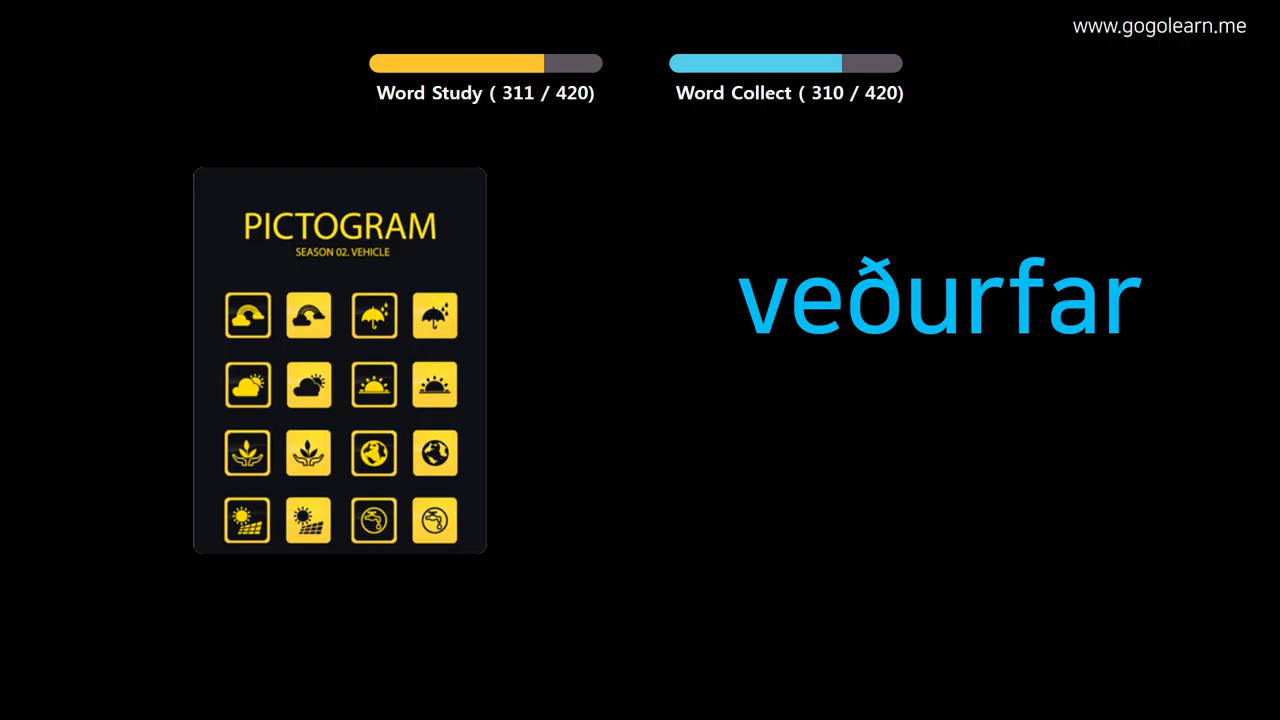 www.gogolearn.me
Word Study ( 311 / 420)
Word Collect ( 310 / 420)
PICTOGRAM
SEASON 02. VEHICLE
veðurfar